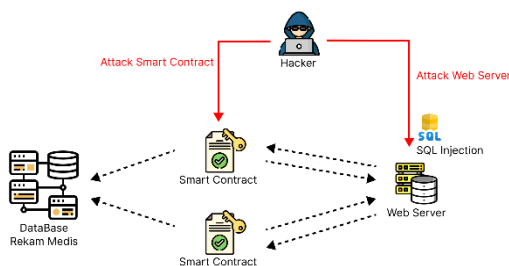 Hacker
Attack Smart Contract
Attack Web Server
SQL
SQL Injection
Smart Contract
Web Server
DataBase
Rekam Medis
Smart Contract